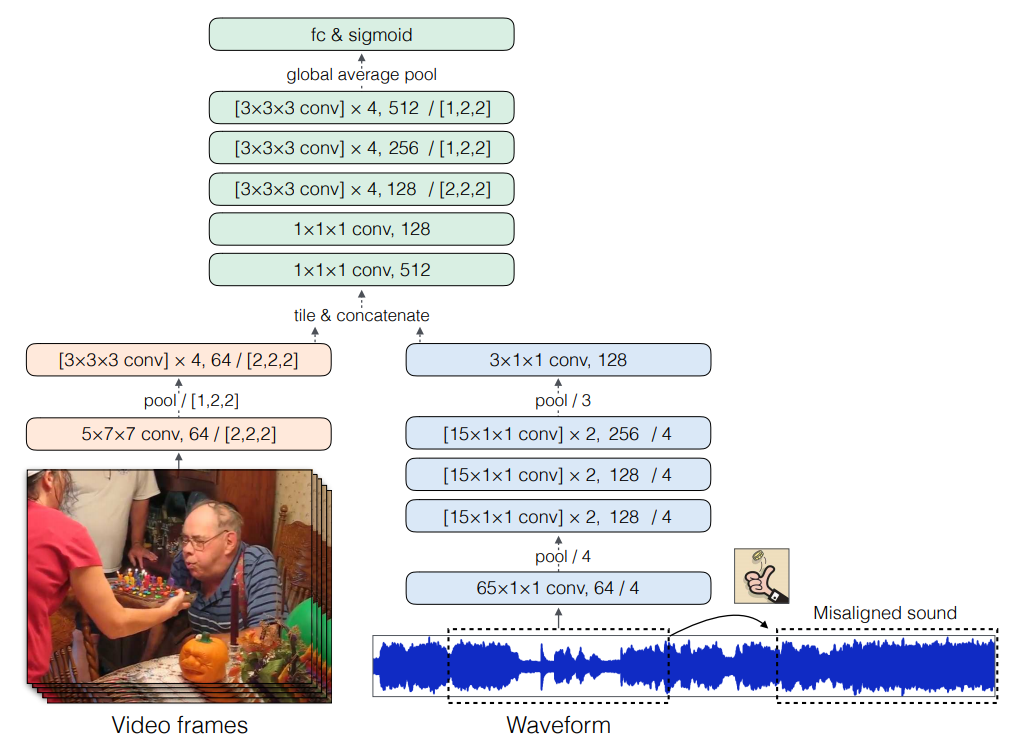 fc & sigmoid
global average pool
[3×3×3 conv] × 4, 512 / [1,2,2]
[3×3×3 conv] × 4, 256 / [1,2,2]
[3×3×3 conv] × 4, 128 / [2,2,2]
1×1×1 conv, 128
1×1×1 conv, 512
tile & concatenate
[3×3×3 conv] × 4, 64 / [2,2,2]
pool / [1,2,2]
5×7×7 conv, 64 / [2,2,2]
Video frames
3×1×1 conv, 128
pool / 3
[15×1×1 conv] × 2, 256 / 4
[15×1×1 conv] × 2, 128 / 4
[15×1×1 conv] × 2, 128 / 4
pool / 4
65×1×1 conv, 64 / 4
Misaligned sound
Waveform